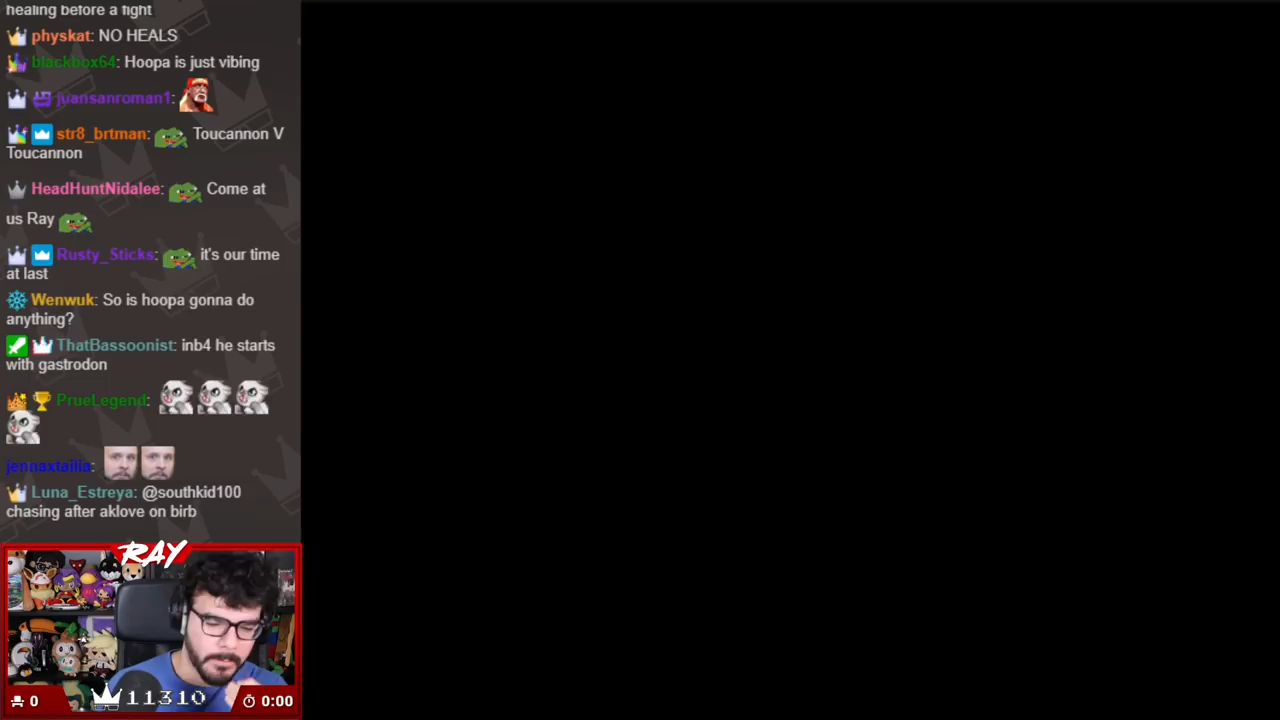 healing before a fight
physkat: NO HEALS
blackbox64: Hoopa is just vibing
juansanroman1:
str8_brtman: Toucannon V
Toucannon
HeadHuntNidalee: Come at
us Ray
Rusty_Sticks: it's our time
at last
Wenwuk: So is hoopa gonna do
anything?
ThatBassoonist: inb4 he starts
with gastrodon
PrueLegend:
jennaxtailia:
Luna_Estreya: @southkid100
chasing after aklove on birb
RAY
0
11310
0:00